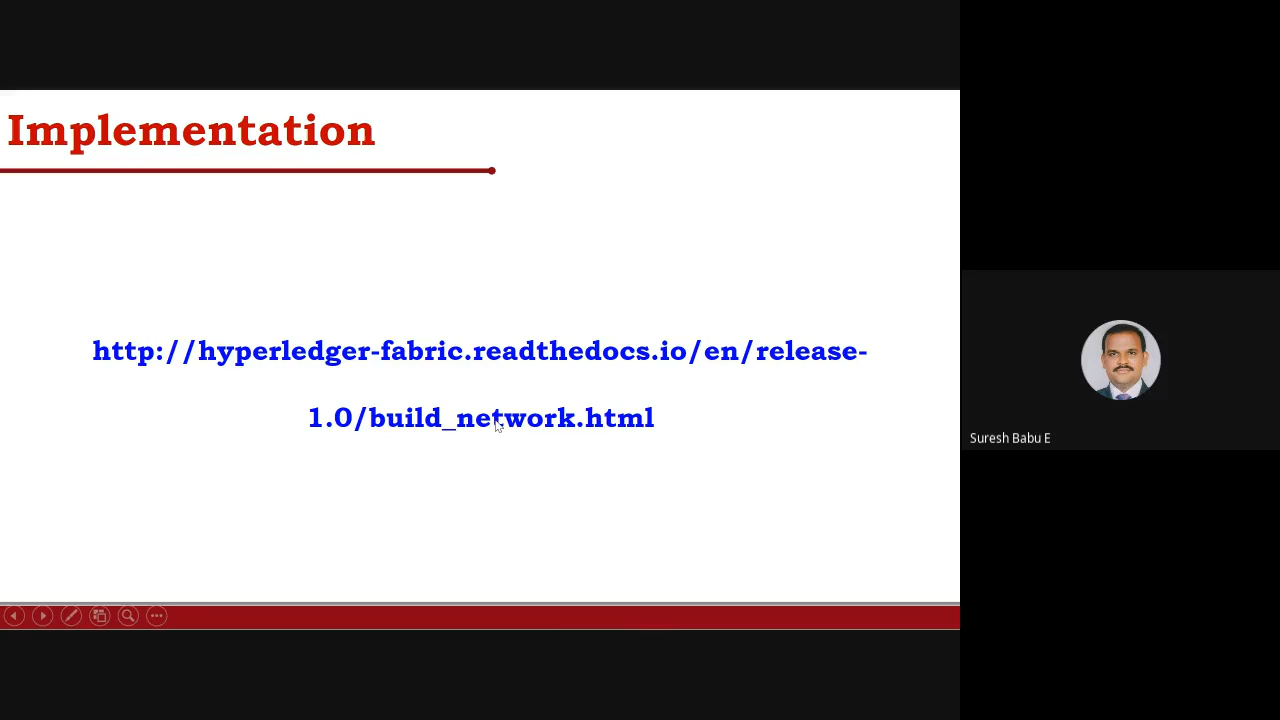 Implementation
http://hyperledger-fabric.readthedocs.io/en/release-
1.0/build_network.html
Suresh Babu E